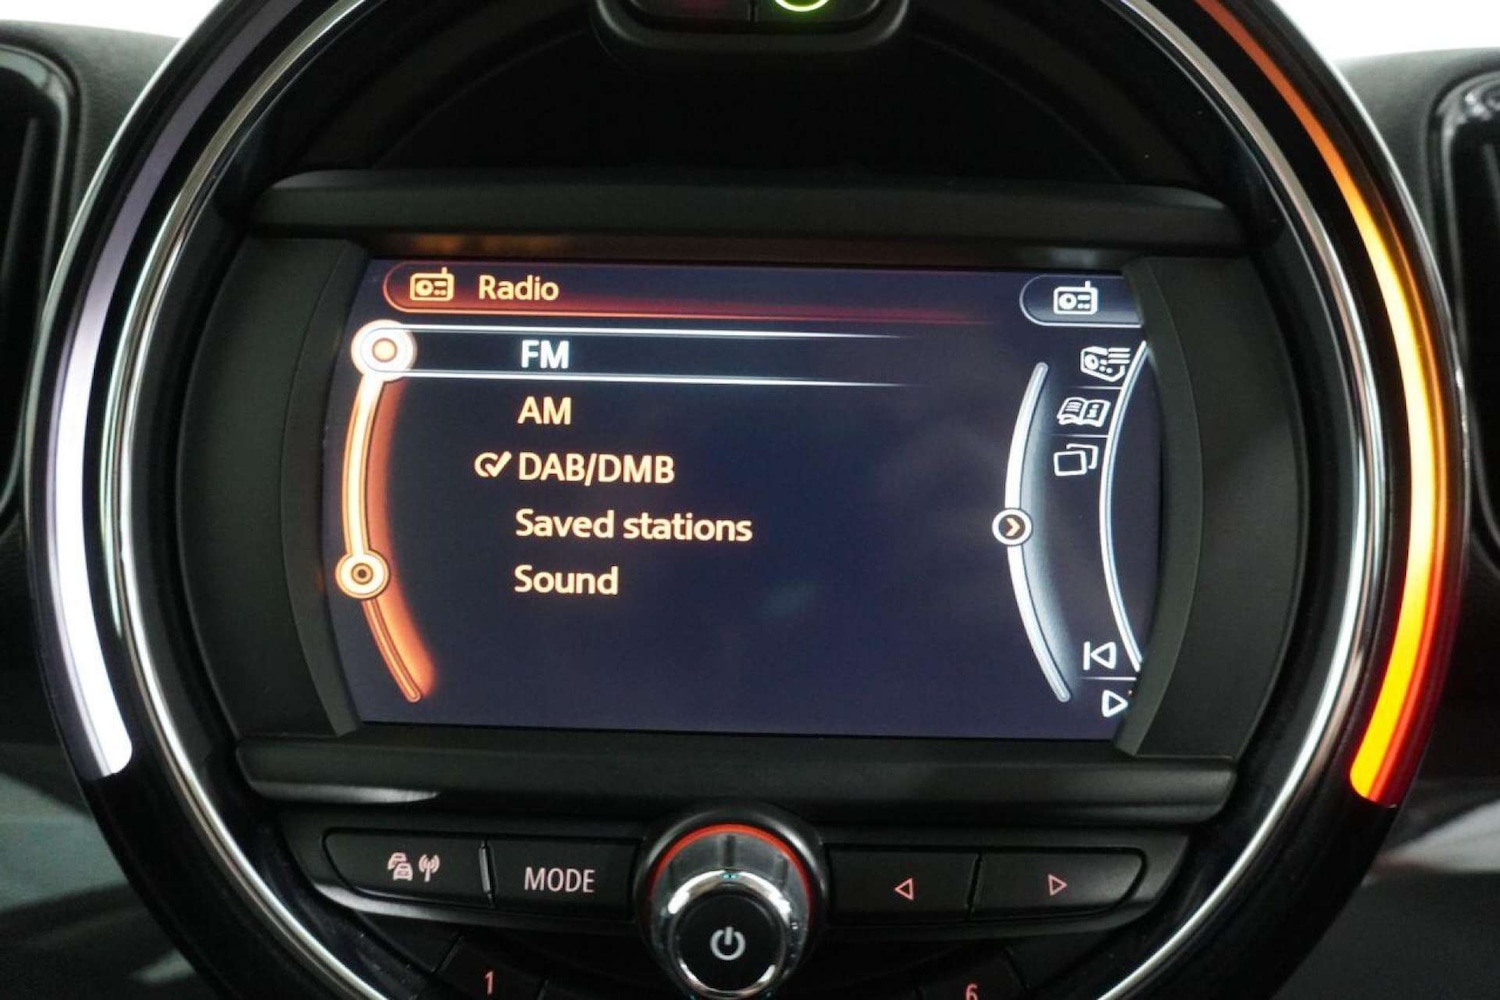 Radio
FM
AM
DAB/DMB
Saved stations
Sound
MODE
1
6